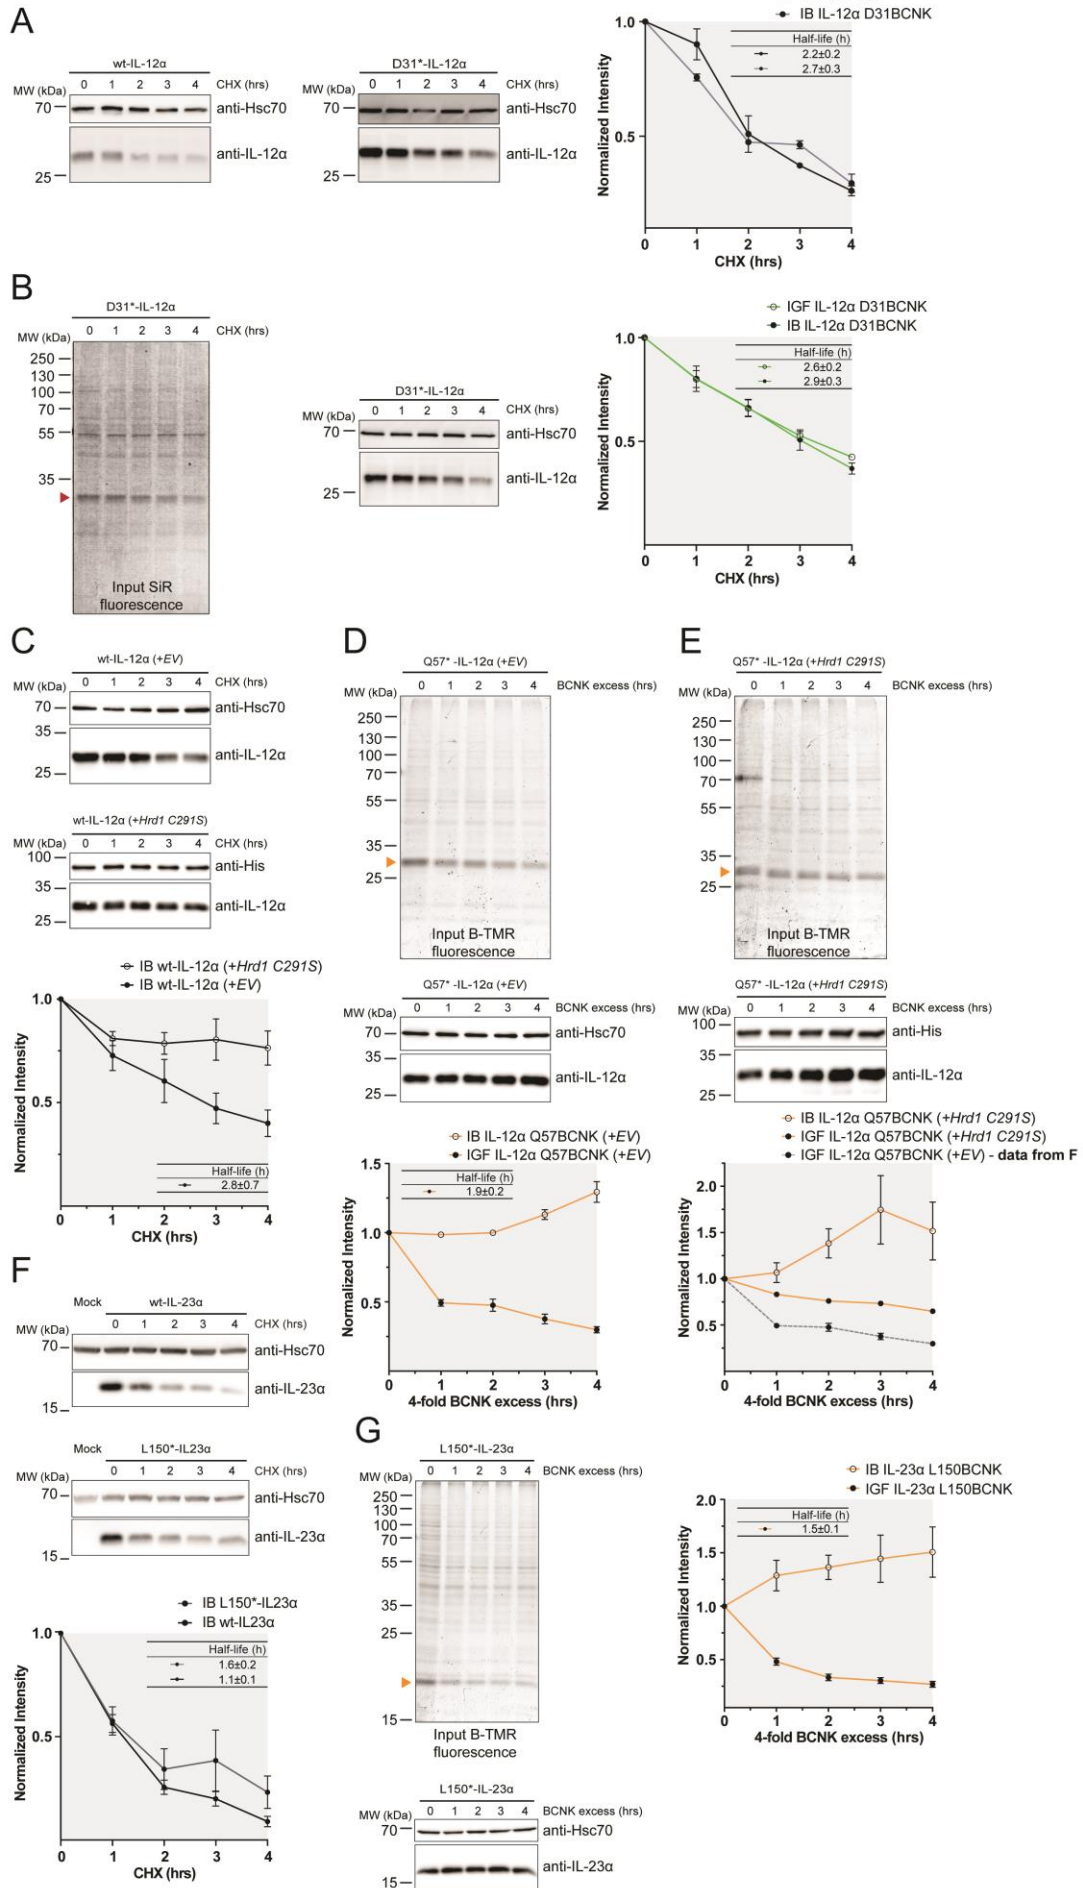 A
wt-IL-12α
MW (kDa) 0 1 2 3 4 CHX (hrs)
70 anti-Hsc70
anti-IL-12α
25
D31*-IL-12α
MW (kDa) 0 1 2 3 4 CHX (hrs)
70 anti-Hsc70
anti-IL-12α
25
IB IL-12α D31BCNK
Half-life (h)
2.2±0.2
2.7±0.3
1.0
0.5
Normalized Intensity
0 1 2 3 4
CHX (hrs)
B
D31*-IL-12α
0 1 2 3 4 CHX (hrs)
MW (kDa)
250
130
100
70
55
35
Input SiR
fluorescence
D31*-IL-12α
0 1 2 3 4 CHX (hrs)
MW (kDa)
70 anti-Hsc70
anti-IL-12α
25
IGF IL-12α D31BCNK
IB IL-12α D31BCNK
Half-life (h)
2.6±0.2
2.9±0.3
1.0
0.5
Normalized Intensity
0 1 2 3 4
CHX (hrs)
C
wt-IL-12α (+EV)
MW (kDa) 0 1 2 3 4 CHX (hrs)
70 anti-Hsc70
35
anti-IL-12α
25
wt-IL-12α (+Hrd1 C291S)
MW (kDa) 0 1 2 3 4 CHX (hrs)
100
anti-His
35
anti-IL-12α
25
IB wt-IL-12α (+Hrd1 C291S)
IB wt-IL-12α (+EV)
1.0
0.5
Normalized Intensity
Half-life (h)
2.8±0.7
0 1 2 3 4
CHX (hrs)
D
Q57* -IL-12α (+EV)
0 1 2 3 4 BCNK excess (hrs)
MW (kDa)
250
130
100
70
55
35
25
Input B-TMR
fluorescence
Q57* -IL-12α (+EV)
0 1 2 3 4 BCNK excess (hrs)
MW (kDa)
70 anti-Hsc70
35
anti-IL-12α
25
IB IL-12α Q57BCNK (+EV)
IGF IL-12α Q57BCNK (+EV)
Half-life (h)
1.9±0.2
1.5
1.0
0.5
Normalized Intensity
0 1 2 3 4
4-fold BCNK excess (hrs)
E
Q57* -IL-12α (+Hrd1 C291S)
0 1 2 3 4 BCNK excess (hrs)
MW (kDa)
250
130
100
70
55
35
25
Input B-TMR
fluorescence
Q57* -IL-12α (+Hrd1 C291S)
0 1 2 3 4 BCNK excess (hrs)
MW (kDa)
100
anti-His
35
anti-IL-12α
25
IB IL-12α Q57BCNK (+Hrd1 C291S)
IGF IL-12α Q57BCNK (+Hrd1 C291S)
IGF IL-12α Q57BCNK (+EV) - data from F
2.0
1.5
1.0
0.5
Normalized Intensity
0 1 2 3 4
4-fold BCNK excess (hrs)
F
Mock wt-IL-23α
0 1 2 3 4 CHX (hrs)
MW (kDa)
70 anti-Hsc70
anti-IL-23α
15
Mock L150*-IL23α
0 1 2 3 4 CHX (hrs)
MW (kDa)
70 anti-Hsc70
anti-IL-23α
15
IB L150*-IL23α
IB wt-IL23α
Half-life (h)
1.6±0.2
1.1±0.1
1.0
0.5
Normalized Intensity
0 1 2 3 4
CHX (hrs)
G
L150*-IL-23α
0 1 2 3 4 BCNK excess (hrs)
MW (kDa)
250
130
100
70
55
35
25
15
Input B-TMR
fluorescence
L150*-IL-23α
0 1 2 3 4 BCNK excess (hrs)
MW (kDa)
70 anti-Hsc70
anti-IL-23α
15
IB IL-23α L150BCNK
IGF IL-23α L150BCNK
Half-life (h)
1.5±0.1
2.0
1.5
1.0
0.5
Normalized Intensity
0 1 2 3 4
4-fold BCNK excess (hrs)